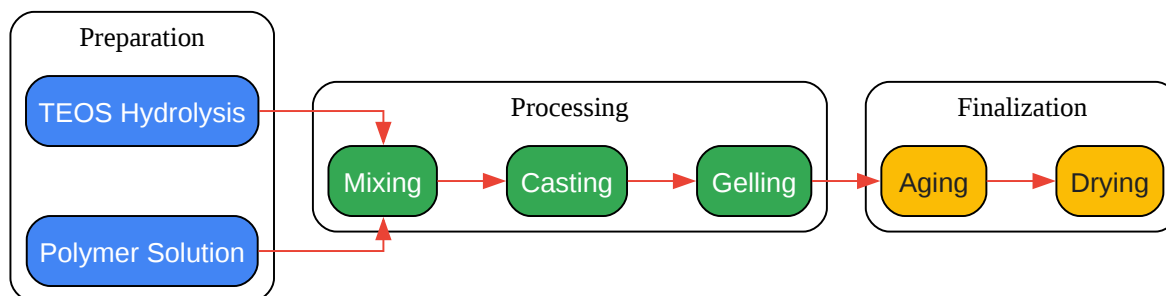 Preparation
TEOS Hydrolysis
Polymer Solution
Processing
Mixing
Casting
Gelling
Finalization
Aging
Drying